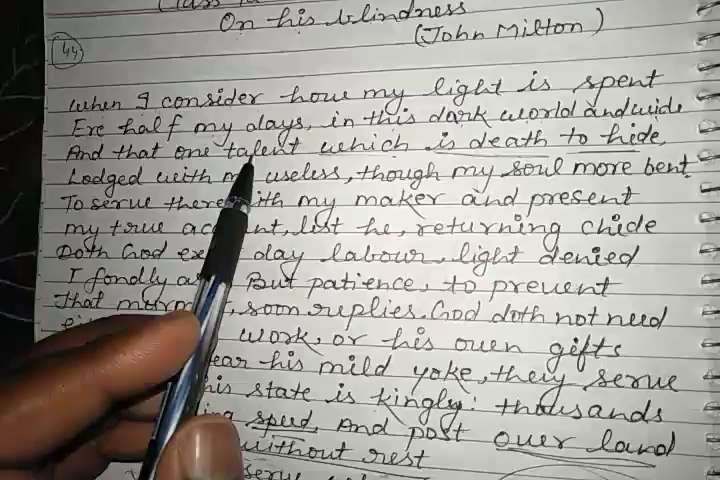 On his blindness
(John Milton)
44
When I consider how my light is spent
Ere half my days, in this dark world and wide
And that one talent which is death to hide,
Lodged with useless, though my soul more bent
To serve my maker and present
my true lest he, returning chide
Doth God day labour, light denied
I fondly But patience, to prevent
That soon replies. God doth not need
work, or his own gifts
his mild yoke, they serve
his state is kingly: thousands
speed, And post over land
without rest
serve